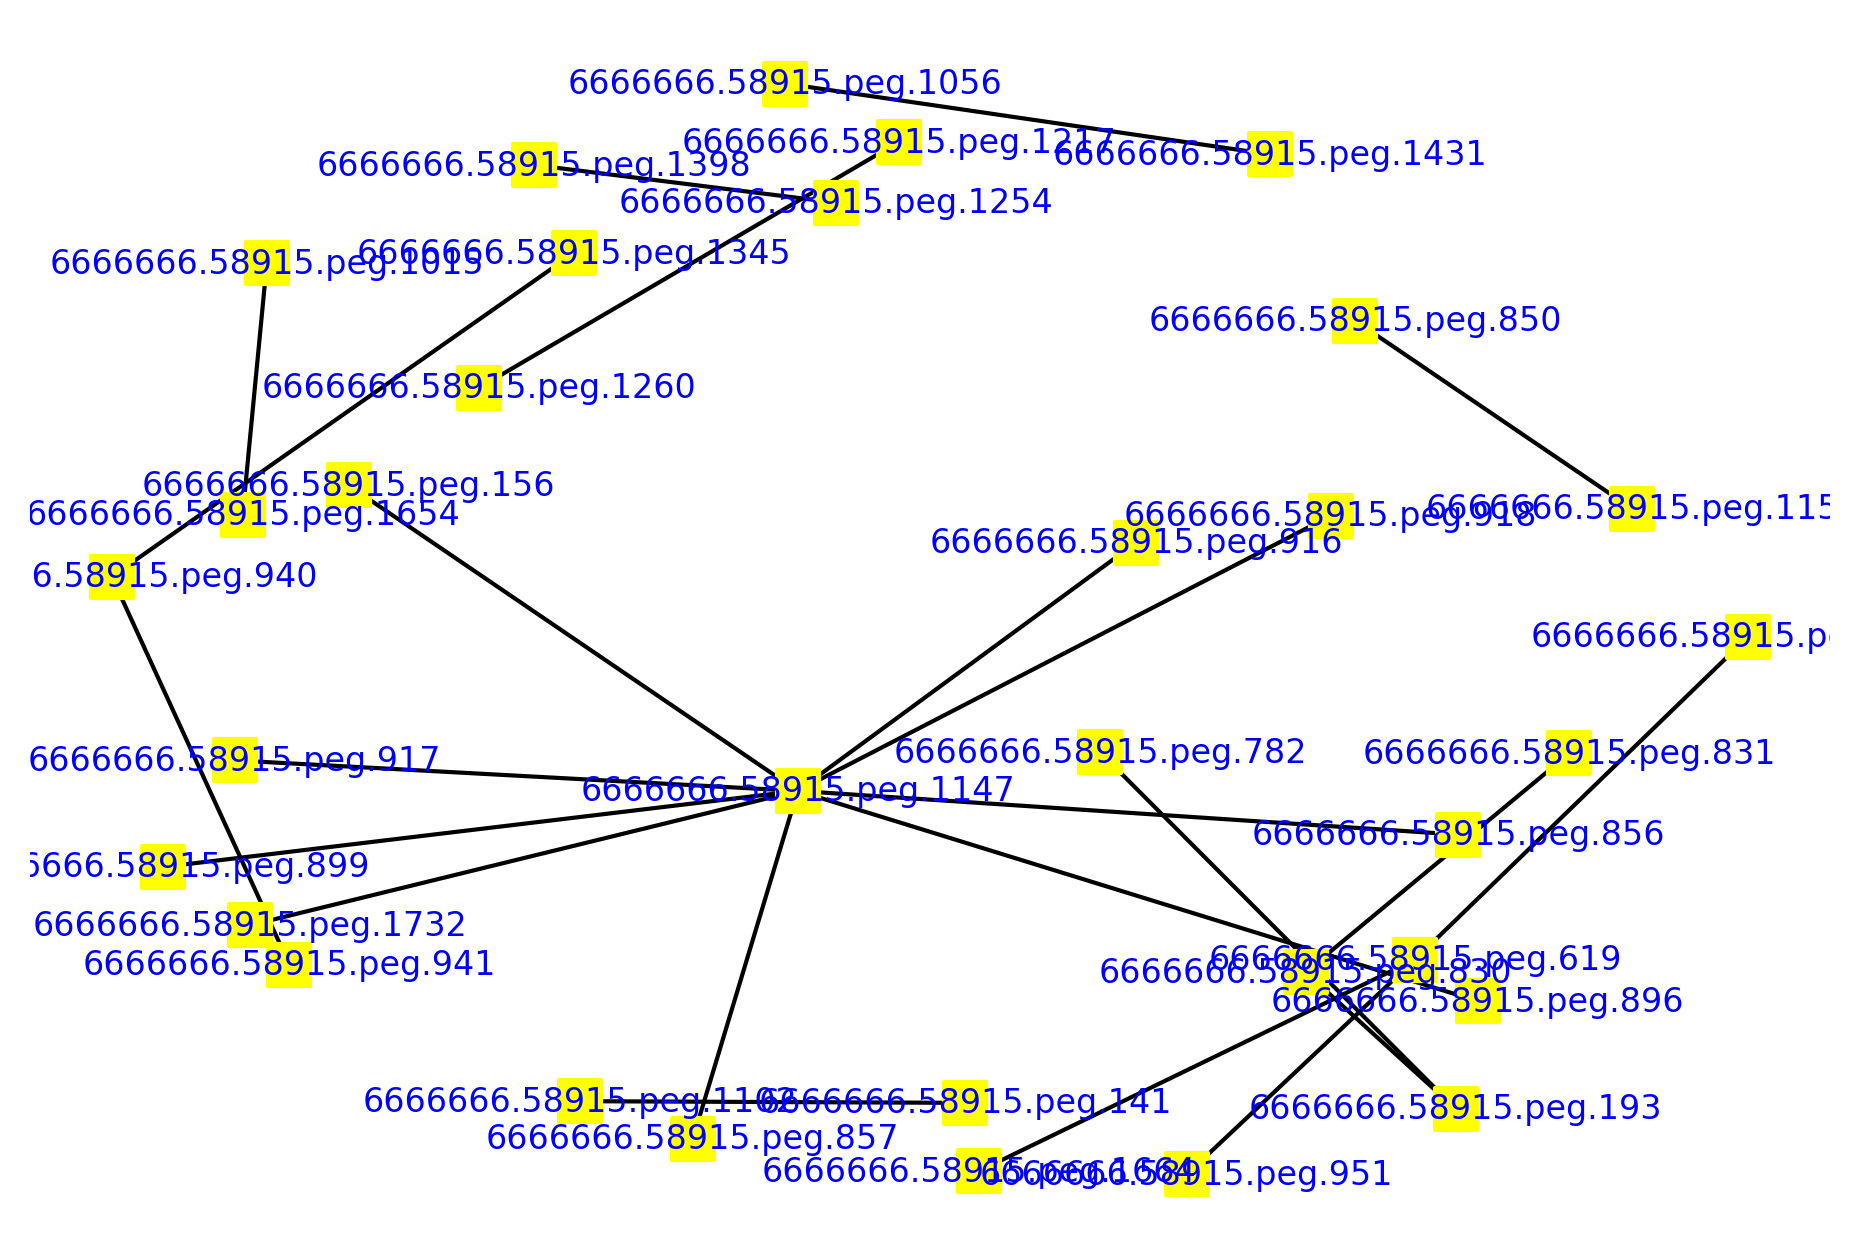 6666666.58915.peg.1056
6666666.58915.peg.1217
6666666.58915.peg.1431
6666666.58915.peg.1398
6666666.58915.peg.1254
6666666.58915.peg.1345
6666666.58915.peg.1015
6666666.58915.peg.850
6666666.58915.peg.1260
6666666.58915.peg.156
6666666.58915.peg.115
6666666.58915.peg.1654
6666666.58915.peg.918
6666666.58915.peg.916
6.58915.peg.940
6666666.58915.p
6666666.58915.peg.782
6666666.58915.peg.831
6666666.58915.peg.917
6666666.58915.peg.1147
6666666.58915.peg.856
6666.58915.peg.899
6666666.58915.peg.1732
6666666.58915.peg.619
6666666.58915.peg.941
6666666.58915.peg.830
6666666.58915.peg.896
6666666.58915.peg.1102
6666666.58915.peg.141
6666666.58915.peg.193
6666666.58915.peg.857
6666666.58915.peg.1664
6666666.58915.peg.951